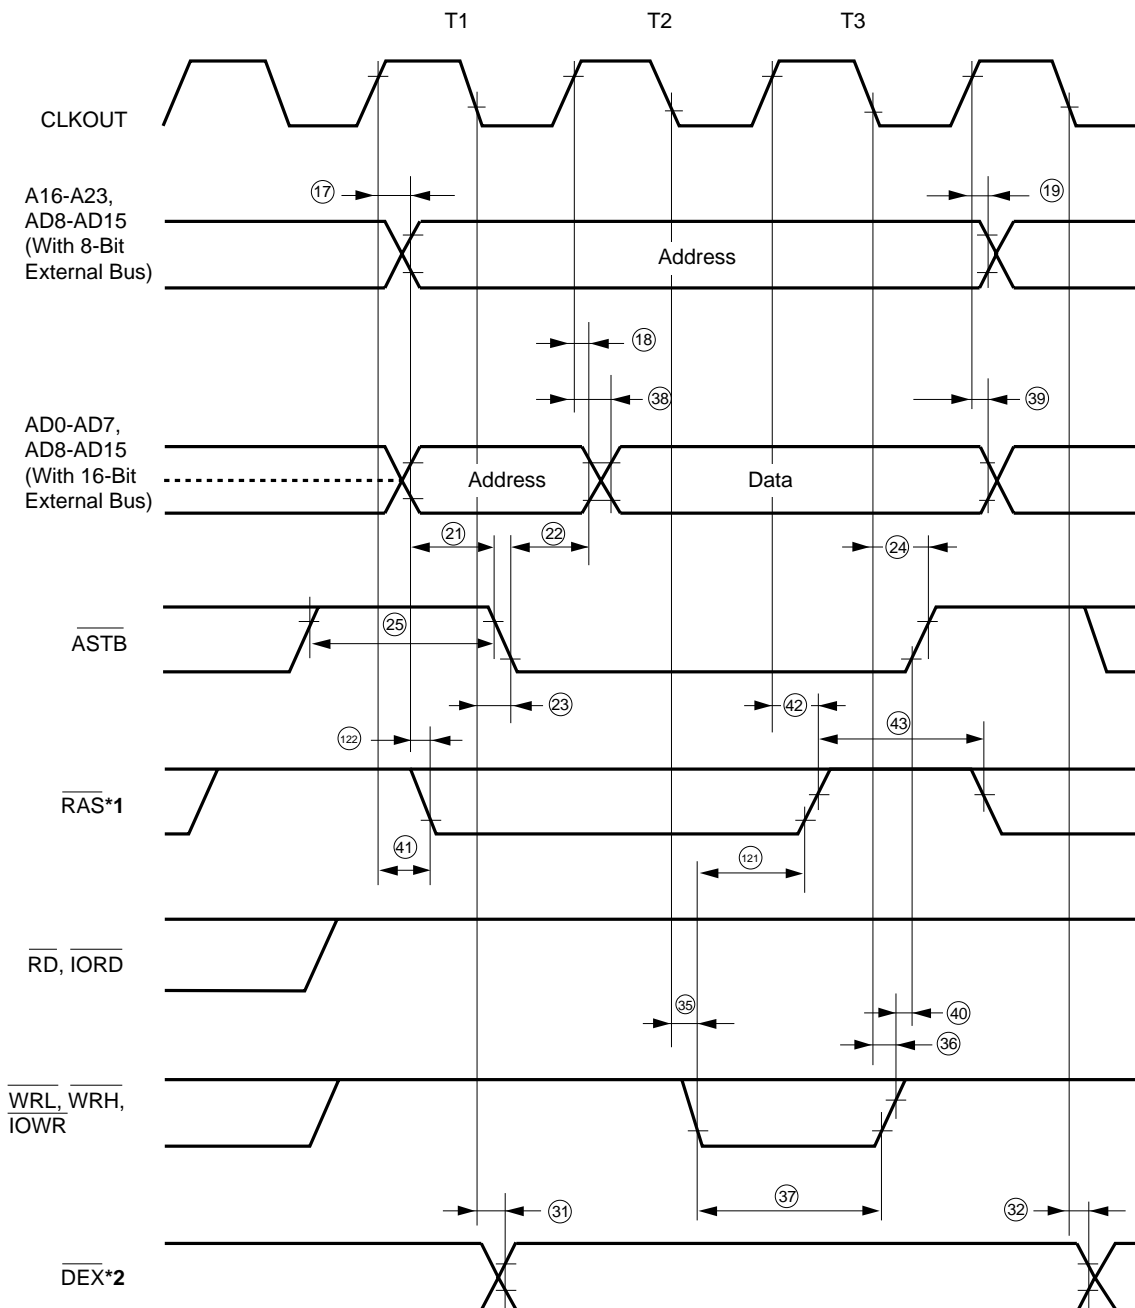 T1 T2 T3
CLKOUT
A16-A23,
AD8-AD15
(With 8-Bit
External Bus)
17
19
Address
18
38
39
AD0-AD7,
AD8-AD15
(With 16-Bit
External Bus)
Address
Data
21
22
24
ASTB
25
23
42
43
122
RAS*1
41
121
RD, IORD
35
40
36
WRL, WRH,
IOWR
37
31
32
DEX*2